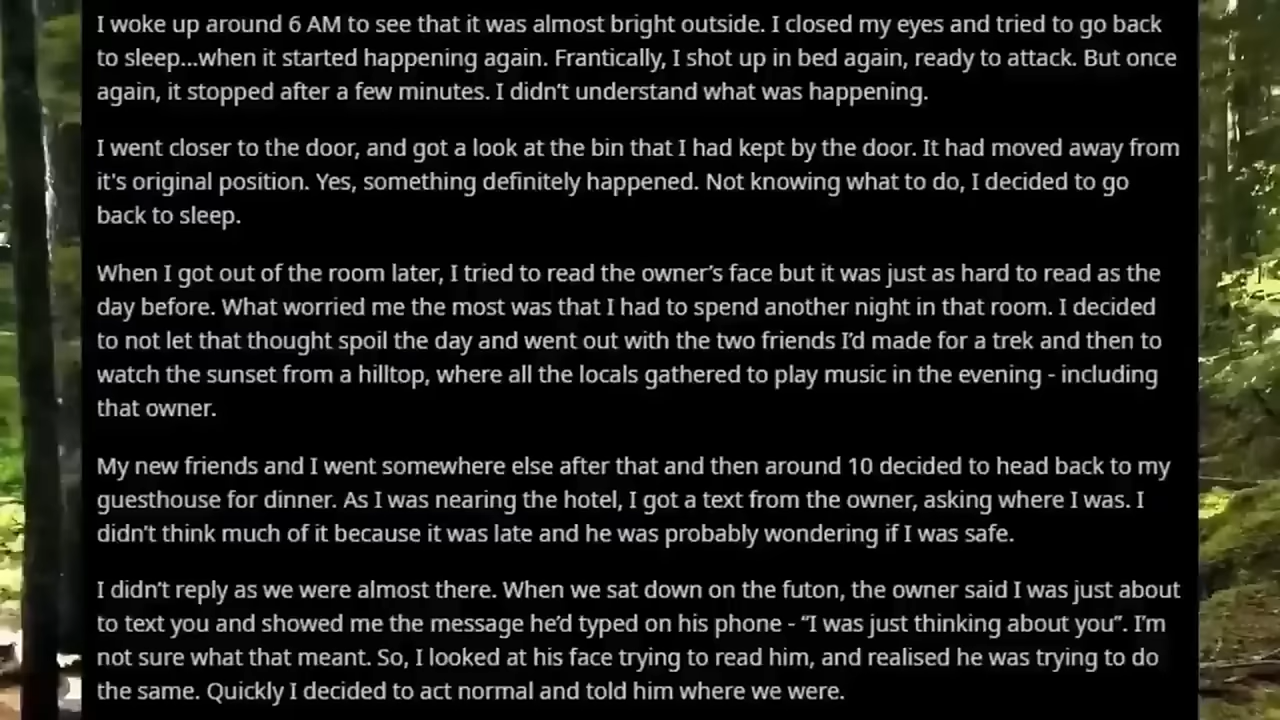 I woke up around 6 AM to see that it was almost bright outside. I closed my eyes and tried to go back
to sleep...when it started happening again. Frantically, I shot up in bed again, ready to attack. But once
again, it stopped after a few minutes. I didn’t understand what was happening.
I went closer to the door, and got a look at the bin that I had kept by the door. It had moved away from
it's original position. Yes, something definitely happened. Not knowing what to do, I decided to go
back to sleep.
When I got out of the room later, I tried to read the owner’s face but it was just as hard to read as the
day before. What worried me the most was that I had to spend another night in that room. I decided
to not let that thought spoil the day and went out with the two friends I’d made for a trek and then to
watch the sunset from a hilltop, where all the locals gathered to play music in the evening - including
that owner.
My new friends and I went somewhere else after that and then around 10 decided to head back to my
guesthouse for dinner. As I was nearing the hotel, I got a text from the owner, asking where I was. I
didn’t think much of it because it was late and he was probably wondering if I was safe.
I didn’t reply as we were almost there. When we sat down on the futon, the owner said I was just about
to text you and showed me the message he’d typed on his phone - “I was just thinking about you”. I’m
not sure what that meant. So, I looked at his face trying to read him, and realised he was trying to do
the same. Quickly I decided to act normal and told him where we were.